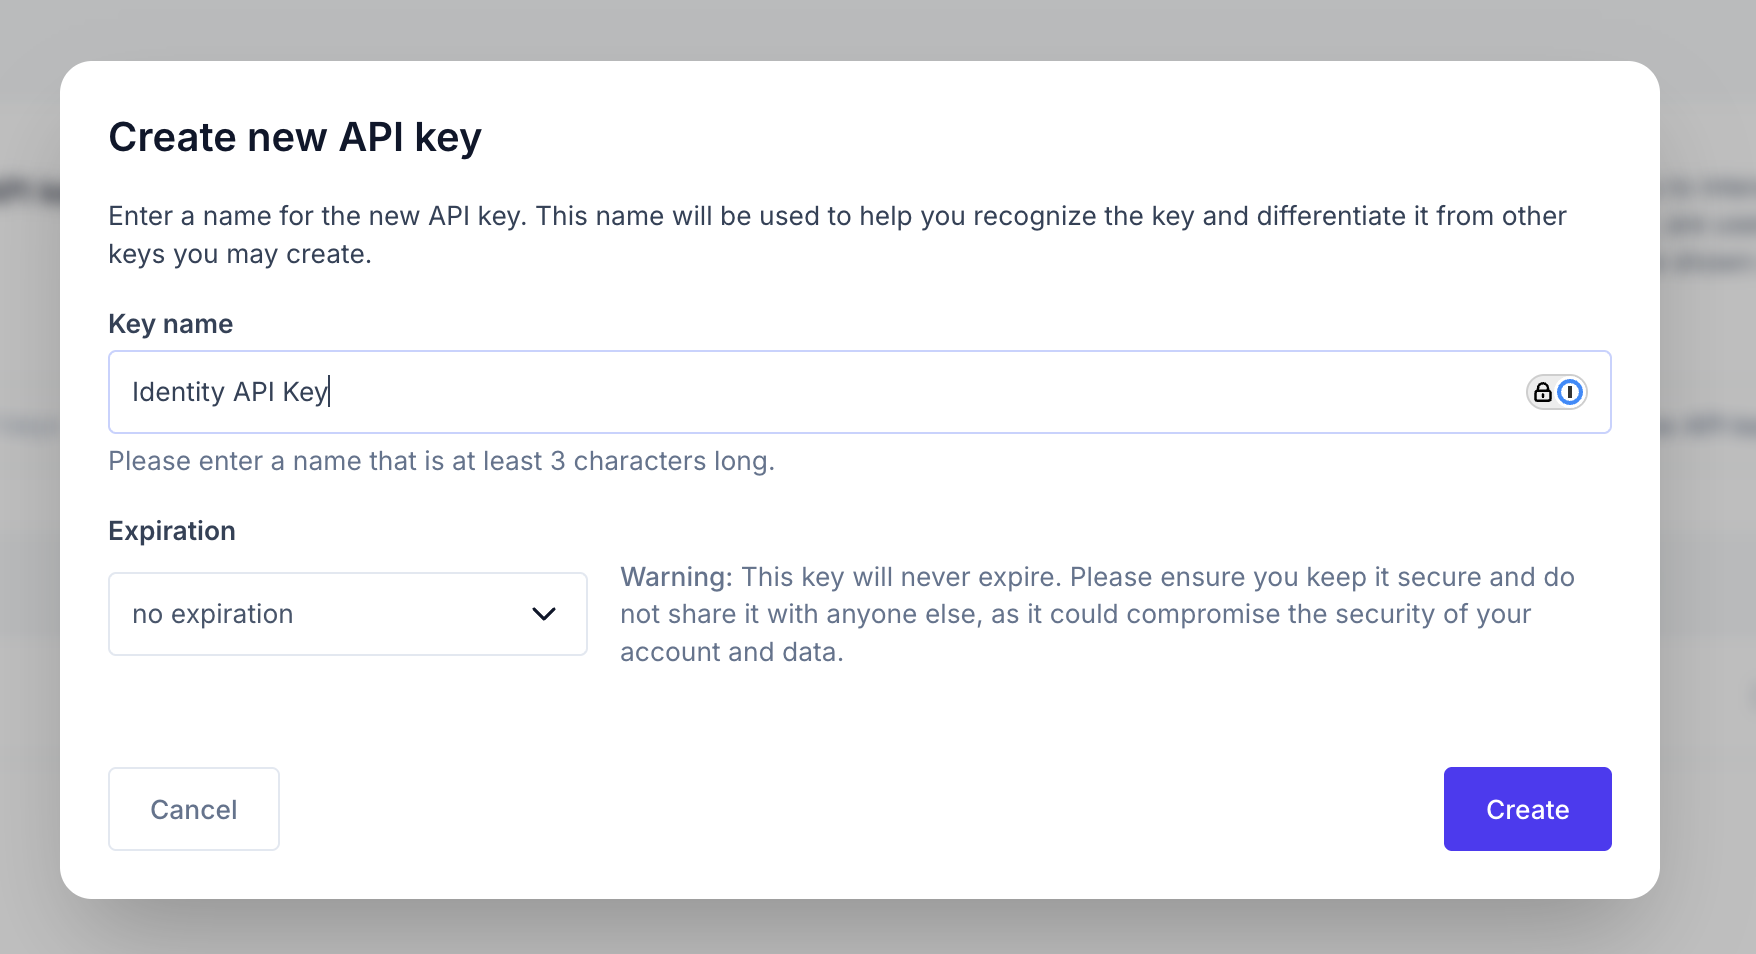 Create new API key
Enter a name for the new API key. This name will be used to help you recognize the key and differentiate it from other
keys you may create.
Key name
Identity API Key
Please enter a name that is at least 3 characters long.
Expiration
no expiration
Warning: This key will never expire. Please ensure you keep it secure and do
not share it with anyone else, as it could compromise the security of your
account and data.
Cancel
Create